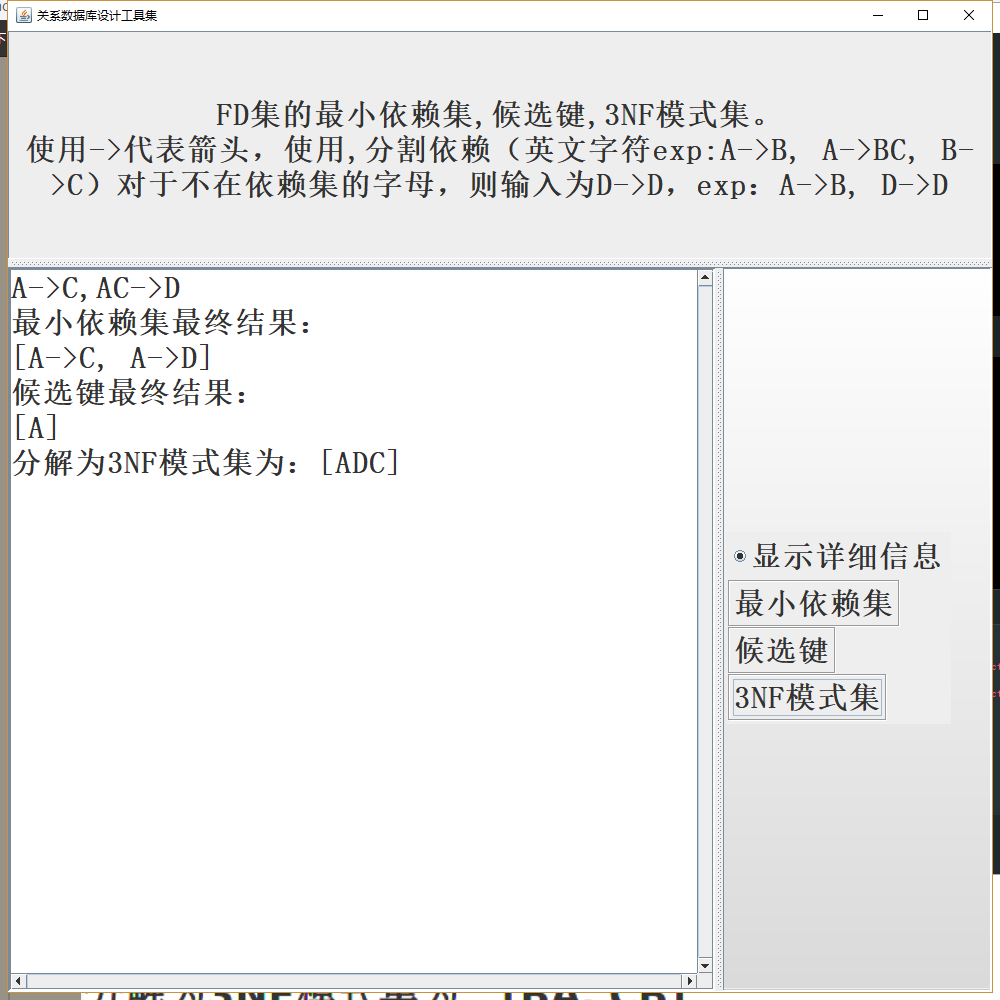 关系数据库设计工具集
FD集的最小依赖集,候选键,3NF模式集。
使用->代表箭头，使用,分割依赖（英文字符exp:A->B, A->BC, B-
>C）对于不在依赖集的字母，则输入为D->D，exp：A->B, D->D
A->C,AC->D
最小依赖集最终结果：
[A->C, A->D]
候选键最终结果：
[A]
分解为3NF模式集为：[ADC]
显示详细信息
最小依赖集
候选键
3NF模式集